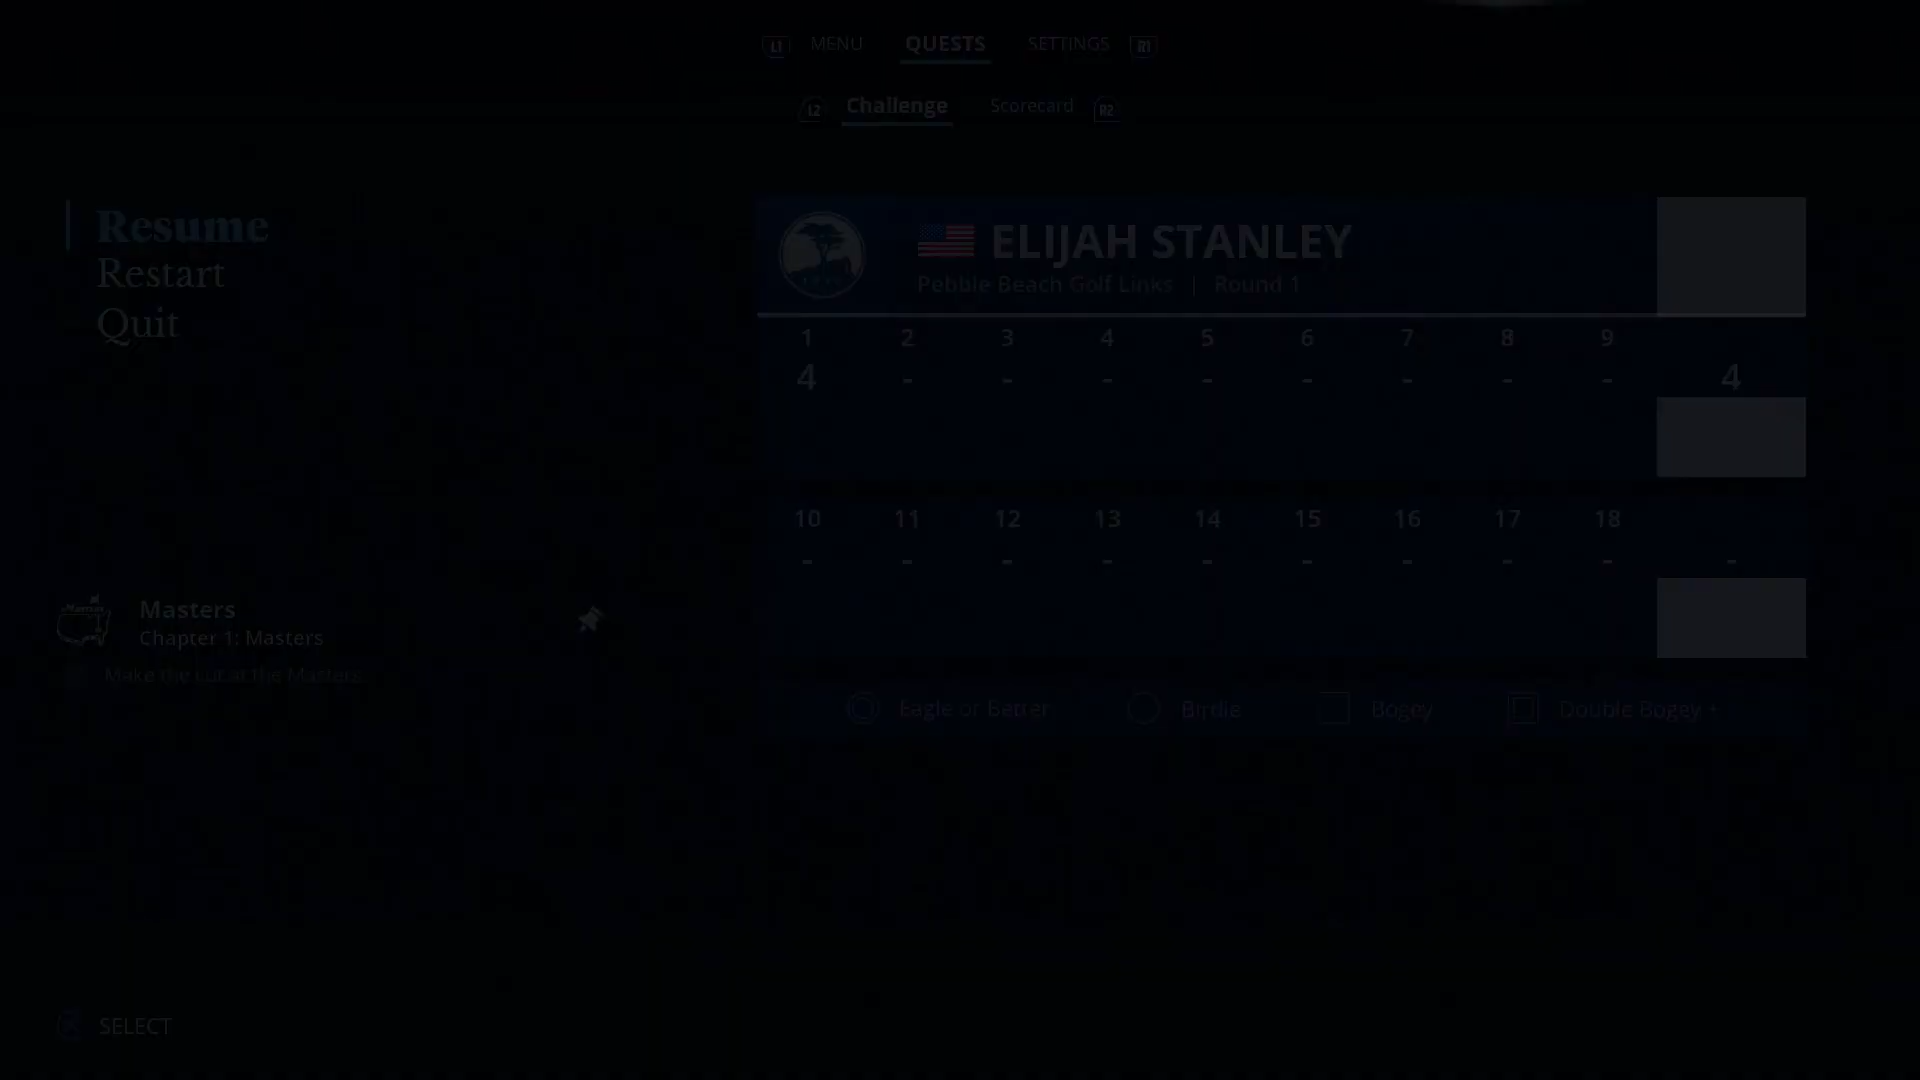 L1 MENU QUESTS SETTINGS R1
L2 Challenge Scorecard R2
Resume
Restart
Quit
ELIJAH STANLEY
Pebble Beach Golf Links | Round 1
1 2 3 4 5 6 7 8 9
4 - - - - - - - - 4
10 11 12 13 14 15 16 17 18
- - - - - - - - - -
Masters
Chapter 1: Masters
Make the Cut at the Masters
Eagle or Better Birdie Bogey Double Bogey +
SELECT